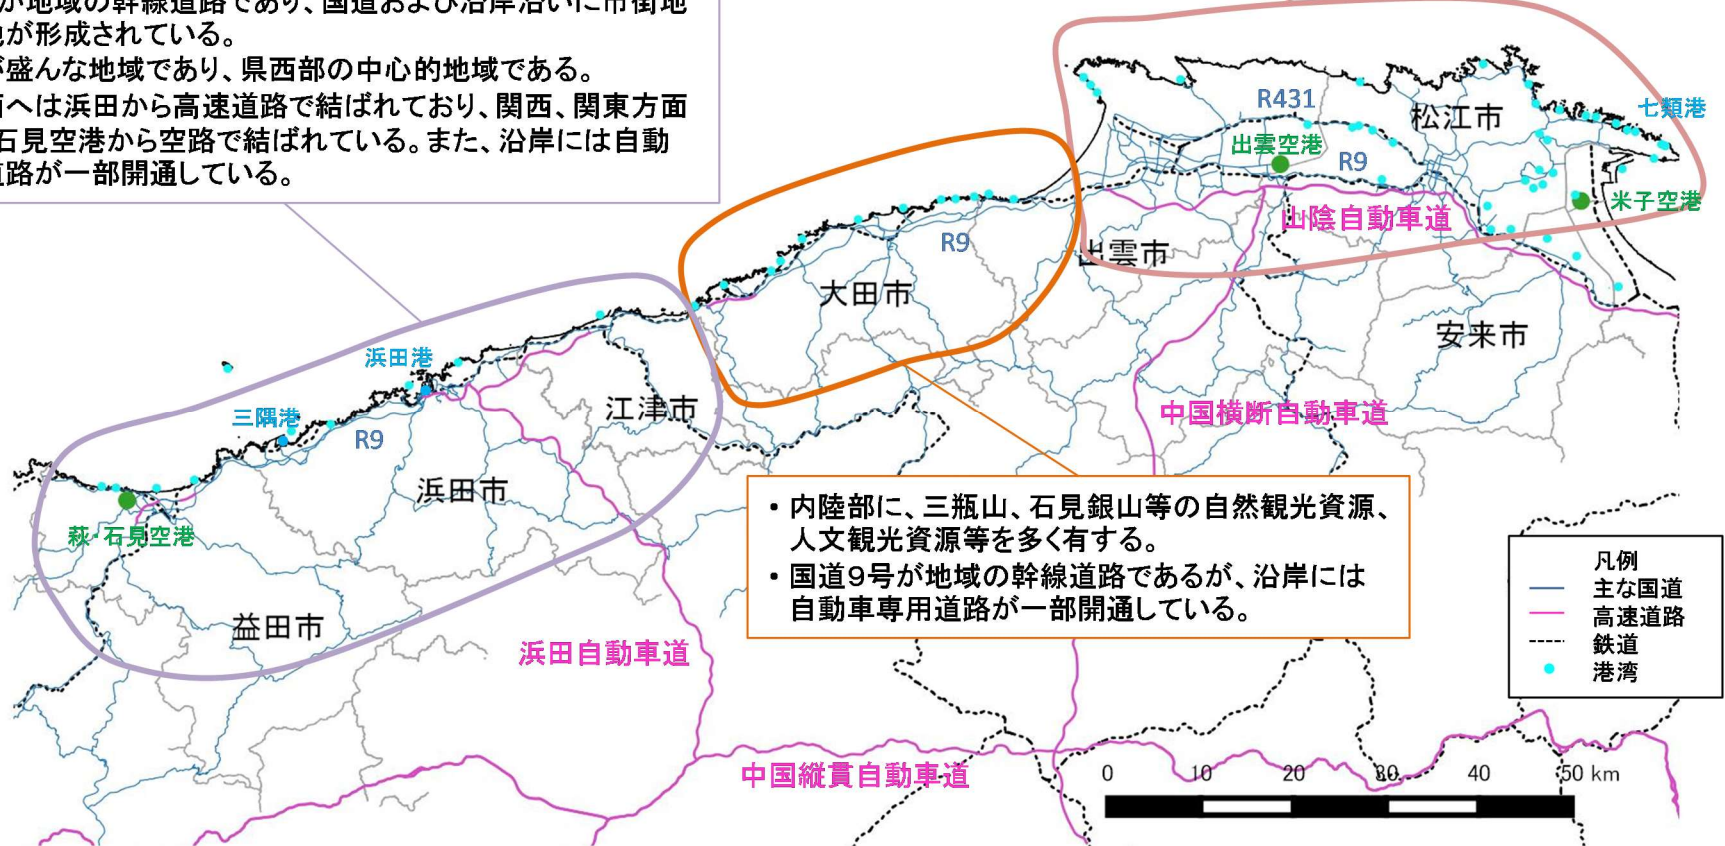 地域の幹線道路であり、国道および沿岸沿いに市街地
が形成されている。
盛んな地域であり、県西部の中心的地域である。
へは浜田から高速道路で結ばれており、関西、関東方面
石見空港から空路で結ばれている。また、沿岸には自動
路が一部開通している。
R431
松江市
七類港
出雲空港
R9
米子空港
山陰自動車道
R9
出雲市
大田市
安来市
浜田港
江津市
中国横断自動車道
三隅港
R9
浜田市
萩・石見空港
・内陸部に、三瓶山、石見銀山等の自然観光資源、
人文観光資源等を多く有する。
・国道9号が地域の幹線道路であるが、沿岸には
自動車専用道路が一部開通している。
凡例
主な国道
高速道路
鉄道
港湾
益田市
浜田自動車道
中国縦貫自動車道
0 10 20 30 40 50 km